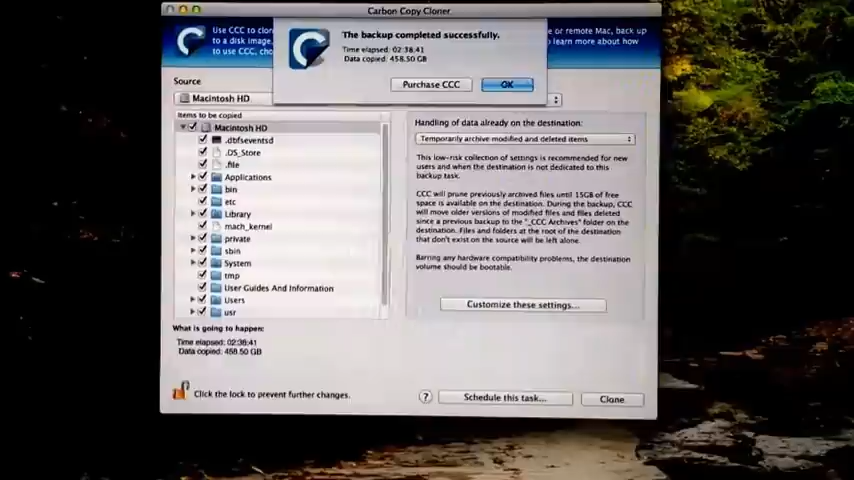 Carbon Copy Cloner
Use CCC to clon
to a disk image,
to use CCC, cho
e or remote Mac, back up
o learn more about how
The backup completed successfully.
Time elapsed: 02:38:41
Data copied: 458.50 GB
Purchase CCC
OK
Source
Macintosh HD
Items to be copied
Macintosh HD
.dbfseventsd
.DS_Store
.file
Applications
bin
etc
Library
mach_kernel
private
sbin
System
tmp
User Guides And Information
Users
usr
Handling of data already on the destination:
Temporarily archive modified and deleted items
This low-risk collection of settings is recommended for new
users and when the destination is not dedicated to this
backup task.
CCC will prune previously archived files until 15GB of free
space is available on the destination. During the backup, CCC
will move older versions of modified files and files deleted
since a previous backup to the "_CCC Archives" folder on the
destination. Files and folders at the root of the destination
that don't exist on the source will be left alone.
Barring any hardware compatibility problems, the destination
volume should be bootable.
Customize these settings...
What is going to happen:
Time elapsed: 02:38:41
Data copied: 458.50 GB
Click the lock to prevent further changes.
?
Schedule this task...
Clone